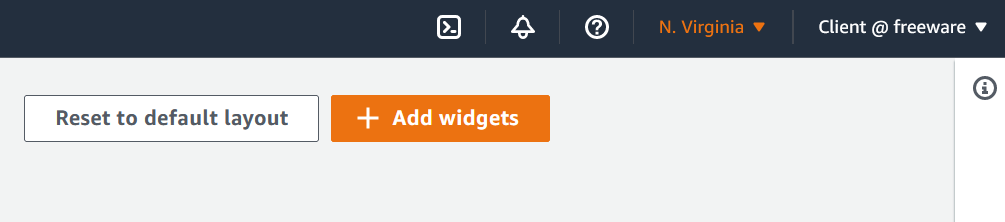 N. Virginia ▼ Client @ freeware ▼
Reset to default layout + Add widgets